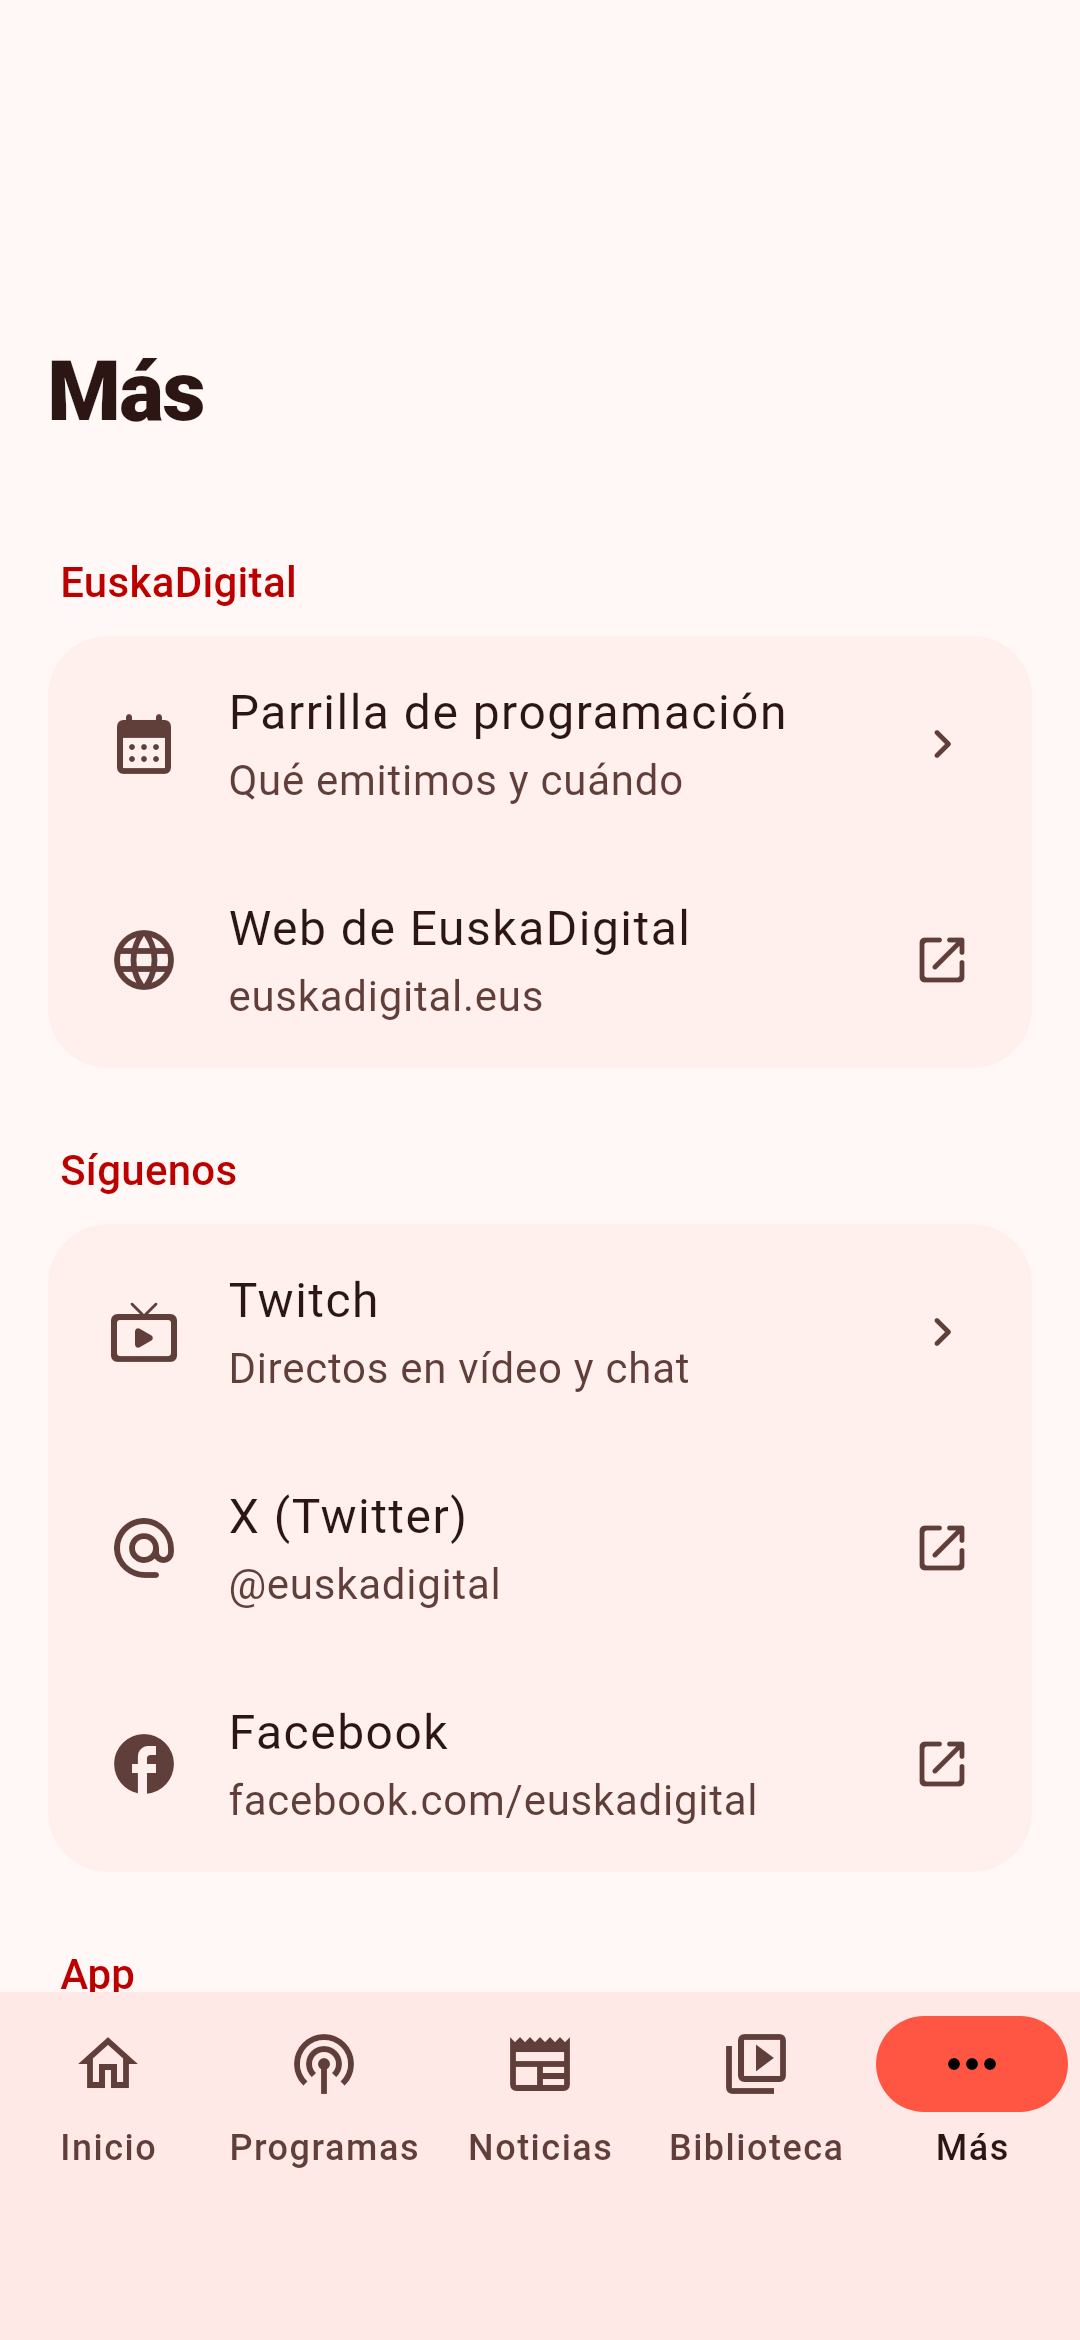 Más
EuskaDigital
Parrilla de programación
Qué emitimos y cuándo
Web de EuskaDigital
euskadigital.eus
Síguenos
Twitch
Directos en vídeo y chat
X (Twitter)
@euskadigital
Facebook
facebook.com/euskadigital
App
Inicio
Programas
Noticias
Biblioteca
Más